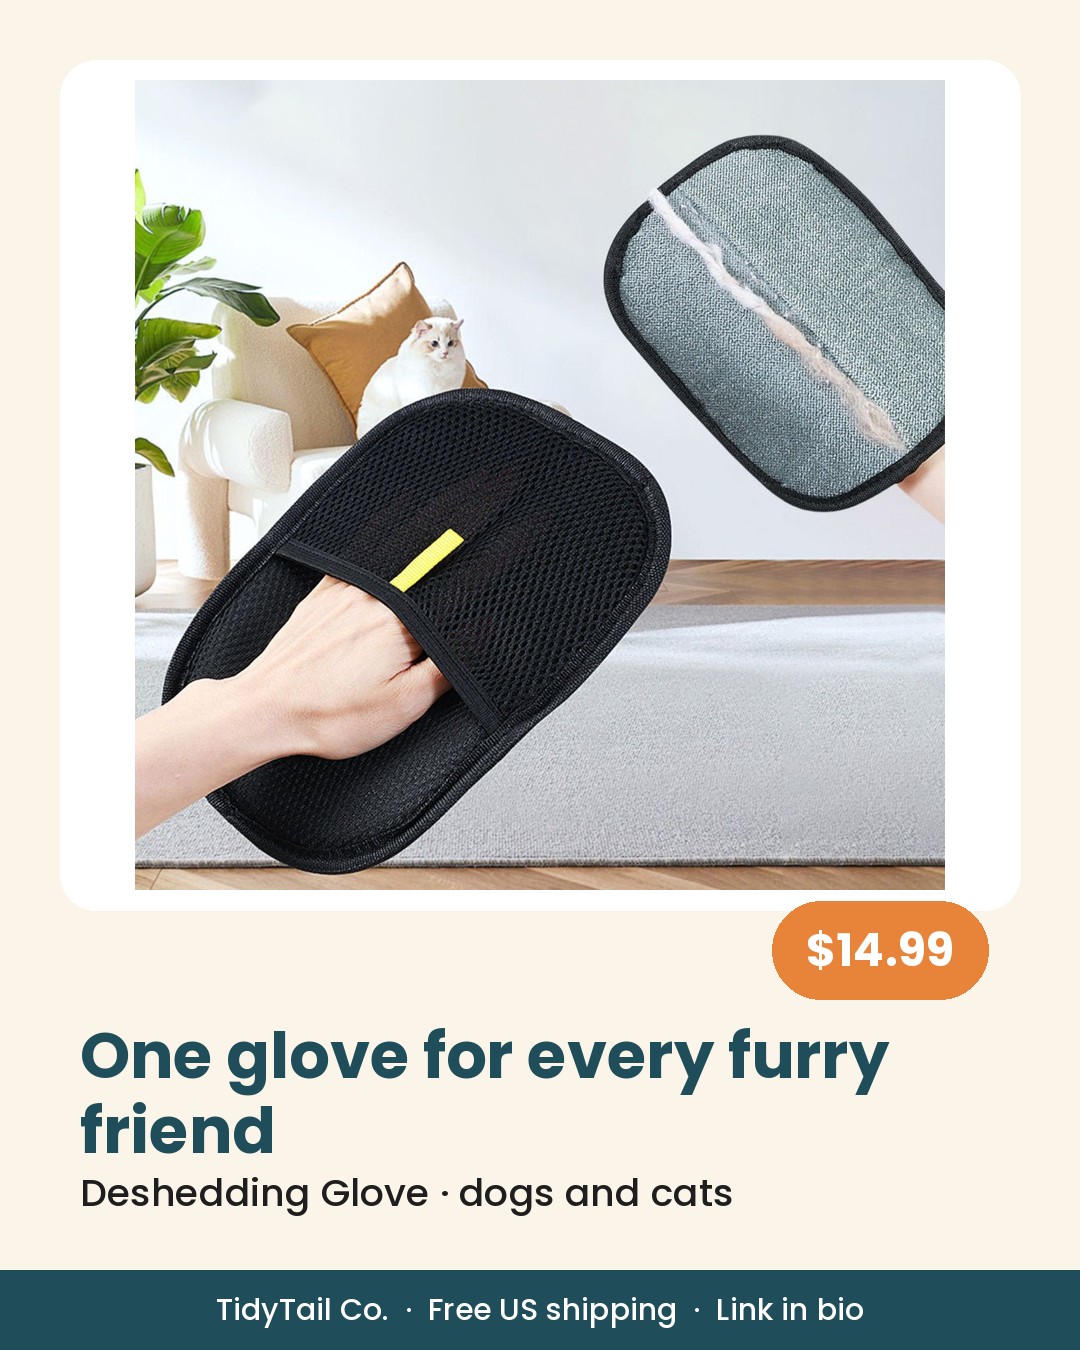 $14.99
One glove for every furry
friend
Deshedding Glove · dogs and cats
TidyTail Co. · Free US shipping · Link in bio